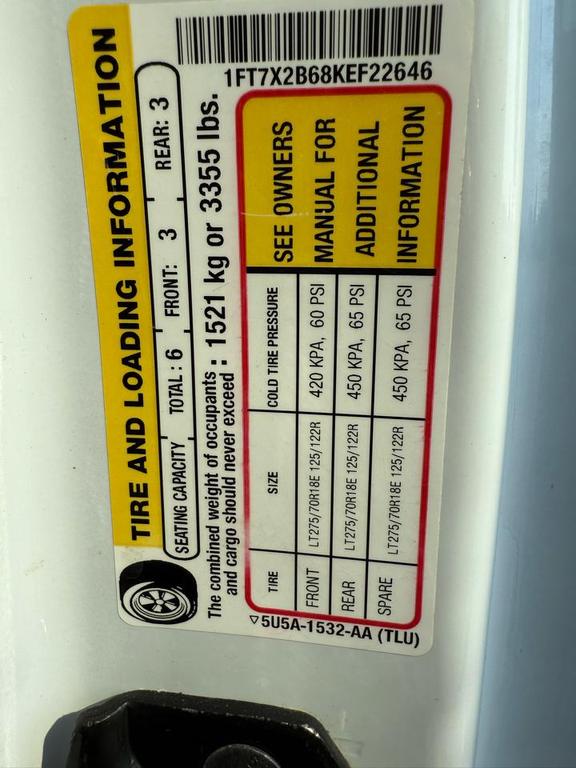 TIRE AND LOADING INFORMATION
SEATING CAPACITY TOTAL : 6 FRONT: 3 REAR: 3
The combined weight of occupants
and cargo should never exceed : 1521 kg or 3355 lbs.
TIRE SIZE COLD TIRE PRESSURE
FRONT LT275/70R18E 125/122R 420 KPA, 60 PSI
REAR LT275/70R18E 125/122R 450 KPA, 65 PSI
SPARE LT275/70R18E 125/122R 450 KPA, 65 PSI
SEE OWNERS
MANUAL FOR
ADDITIONAL
INFORMATION
▽5U5A-1532-AA (TLU)
1FT7X2B68KEF22646